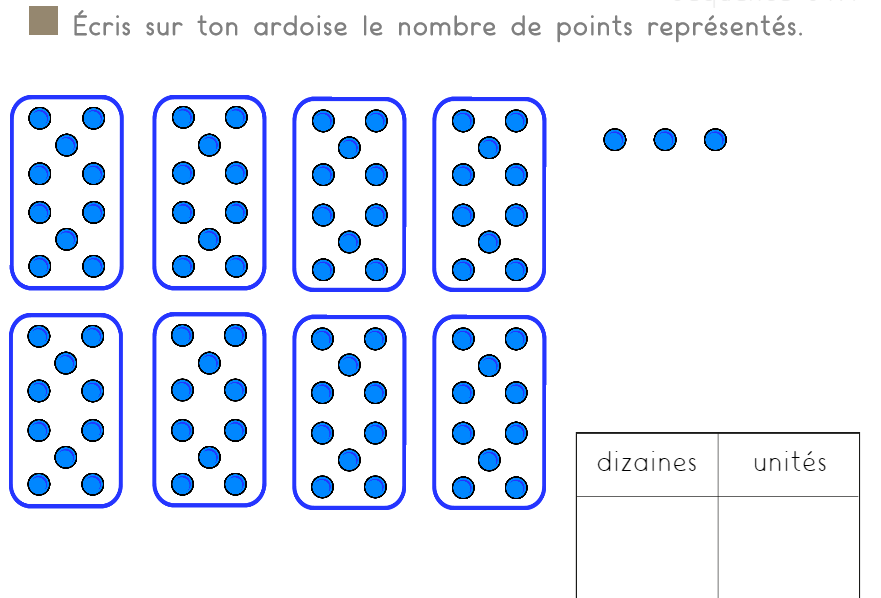 Écris sur ton ardoise le nombre de points représentés.
dizaines unités